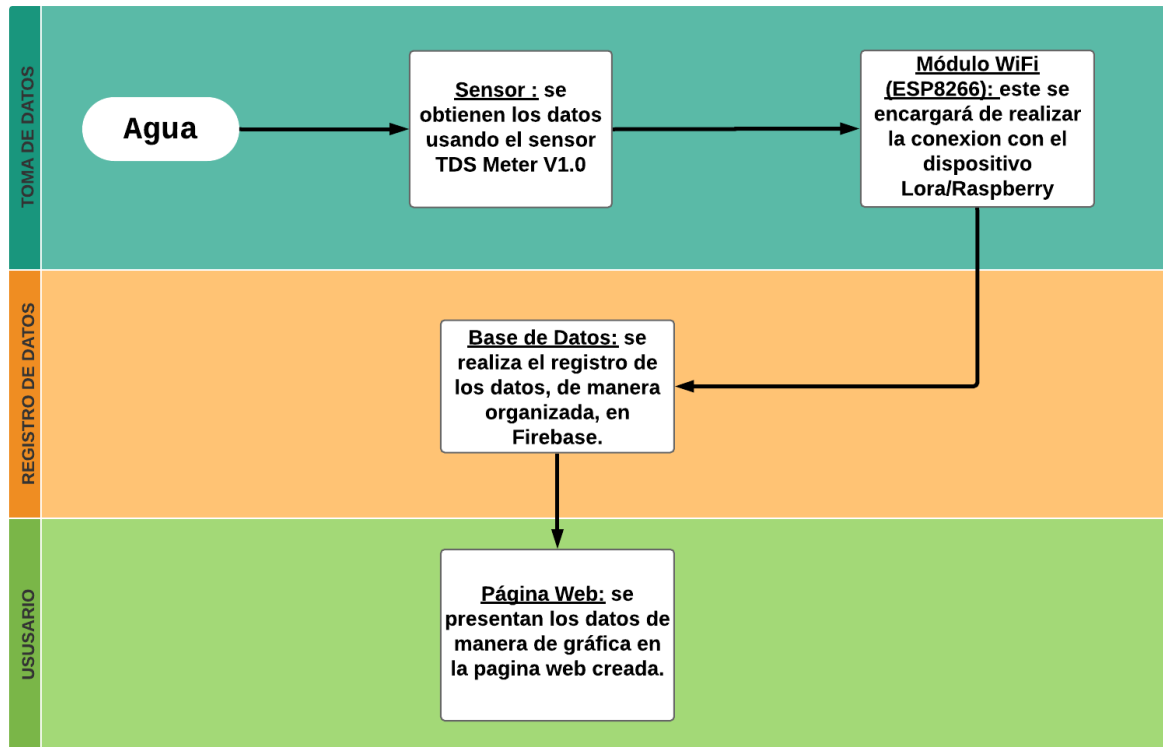 TOMA DE DATOS
Agua
Sensor : se
obtienen los datos
usando el sensor
TDS Meter V1.0
Módulo WiFi
(ESP8266): este se
encargará de realizar
la conexion con el
dispositivo
Lora/Raspberry
REGISTRO DE DATOS
Base de Datos: se
realiza el registro de
los datos, de manera
organizada, en
Firebase.
USUSARIO
Página Web: se
presentan los datos de
manera de gráfica en
la pagina web creada.